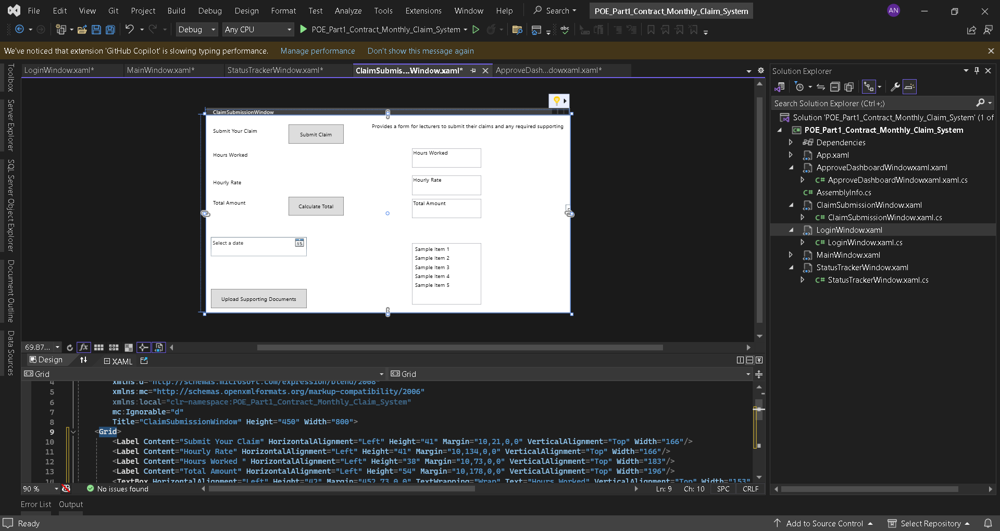 File Edit View Git Project Build Debug Design Format Test Analyze Tools Extensions Window Help Search POE_Part1_Contract_Monthly_Claim_System AN
Debug Any CPU POE_Part1_Contract_Monthly_Claim_System abc
We've noticed that extension 'GitHub Copilot' is slowing typing performance. Manage performance Don't show this message again
Toolbox
Server Explorer
SQL Server Object Explorer
Document Outline
Data Sources
LoginWindow.xaml* MainWindow.xaml* StatusTrackerWindow.xaml* ClaimSubmis...Window.xaml* ApproveDash...dowxaml.xaml*
ClaimSubmissionWindow
Submit Your Claim Submit Claim Provides a form for lecturers to submit their claims and any required supporting
Hours Worked Hours Worked
Hourly Rate Hourly Rate
Total Amount Calculate Total Total Amount
Select a date 15
Sample Item 1
Sample Item 2
Sample Item 3
Sample Item 4
Sample Item 5
Upload Supporting Documents
69.87... fx
Design XAML
Grid Grid
4 xmlns:d="http://schemas.microsoft.com/expression/blend/2008"
5 xmlns:mc="http://schemas.openxmlformats.org/markup-compatibility/2006"
6 xmlns:local="clr-namespace:POE_Part1_Contract_Monthly_Claim_System"
7 mc:Ignorable="d"
8 Title="ClaimSubmissionWindow" Height="450" Width="800">
9 <Grid>
10 <Label Content="Submit Your Claim" HorizontalAlignment="Left" Height="41" Margin="10,21,0,0" VerticalAlignment="Top" Width="166"/>
11 <Label Content="Hourly Rate" HorizontalAlignment="Left" Height="41" Margin="10,134,0,0" VerticalAlignment="Top" Width="166"/>
12 <Label Content="Hours Worked " HorizontalAlignment="Left" Height="38" Margin="10,73,0,0" VerticalAlignment="Top" Width="183"/>
13 <Label Content="Total Amount" HorizontalAlignment="Left" Height="54" Margin="10,178,0,0" VerticalAlignment="Top" Width="196"/>
14 <TextBox HorizontalAlignment="Left" Height="42" Margin="452,73,0,0" TextWrapping="Wrap" Text="Hours Worked" VerticalAlignment="Top" Width="153"
90 % No issues found Ln: 9 Ch: 10 SPC CRLF
Error List Output
Ready Add to Source Control Select Repository
Solution Explorer
Search Solution Explorer (Ctrl+;)
Solution 'POE_Part1_Contract_Monthly_Claim_System' (1 of
C# POE_Part1_Contract_Monthly_Claim_System
Dependencies
App.xaml
ApproveDashboardWindowxaml.xaml
C# ApproveDashboardWindowxaml.xaml.cs
C# AssemblyInfo.cs
ClaimSubmissionWindow.xaml
C# ClaimSubmissionWindow.xaml.cs
LoginWindow.xaml
C# LoginWindow.xaml.cs
MainWindow.xaml
StatusTrackerWindow.xaml
C# StatusTrackerWindow.xaml.cs